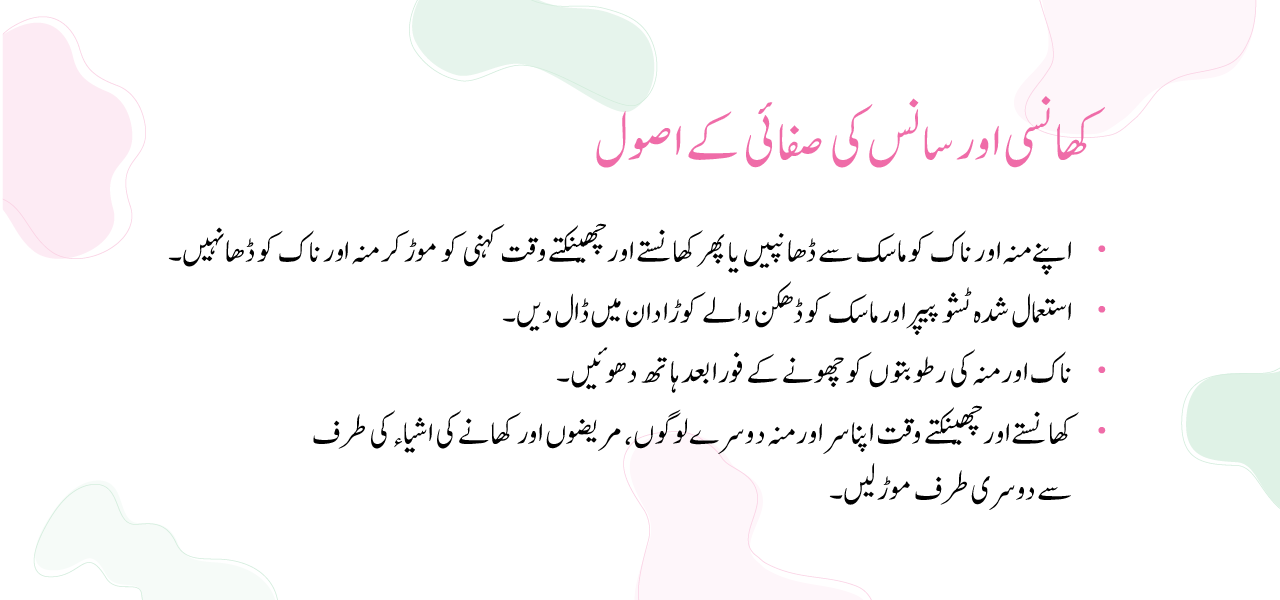 کھانسی اور سانس کی صفائی کے اصول
• اپنے منہ اور ناک کو ماسک سے ڈھانپیں یا پھر کھانستے اور چھینکتے وقت کہنی کو موڑ کر منہ اور ناک کو ڈھانہیں۔
• استعمال شدہ ٹشو پیپر اور ماسک کو ڈھکن والے کوڑا دان میں ڈال دیں۔
• ناک اور منہ کی رطوبتوں کو چھونے کے فورا بعد ہاتھ دھوئیں۔
• کھانستے اور چھینکتے وقت اپنا سر اور منہ دوسرے لوگوں، مریضوں اور کھانے کی اشیاء کی طرف
سے دوسری طرف موڑ لیں۔